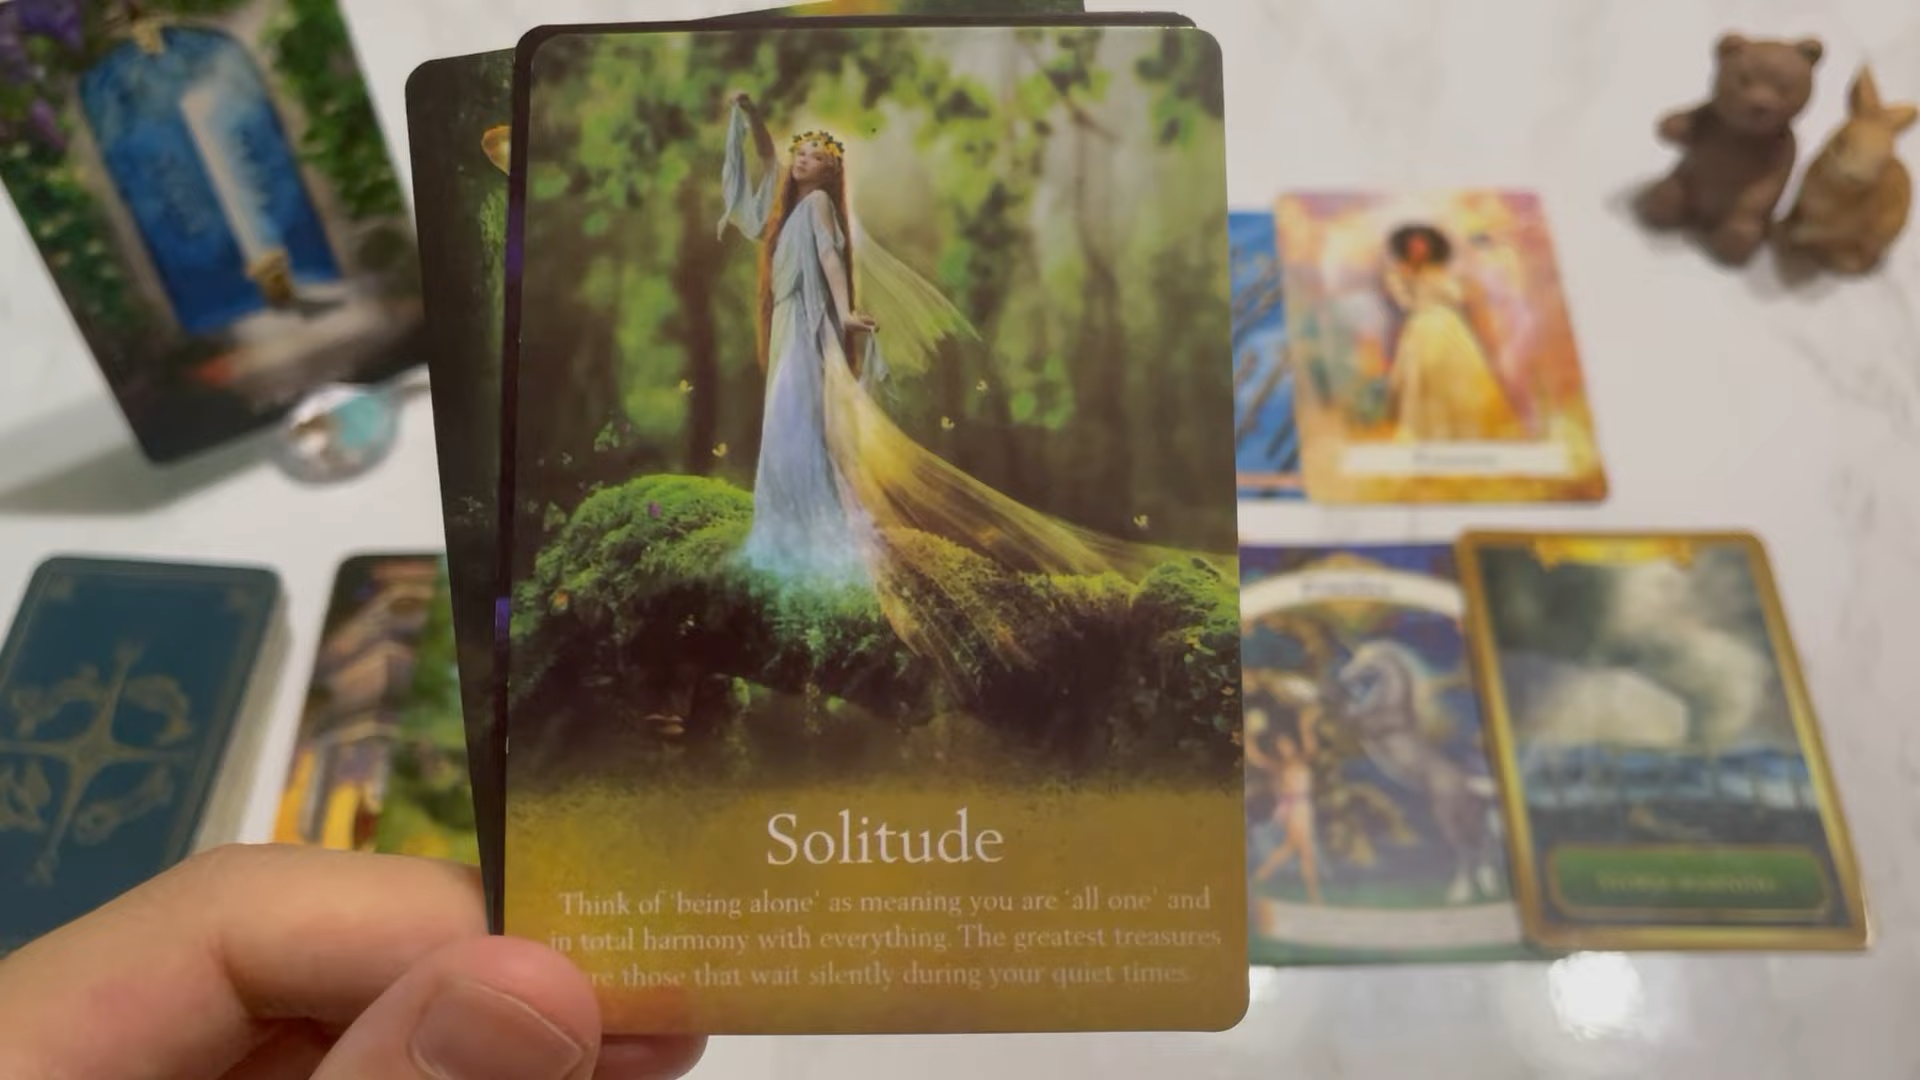 Solitude
Think of 'being alone' as meaning you are 'all one' and
in total harmony with everything. The greatest treasures
re those that wait silently during your quiet times.